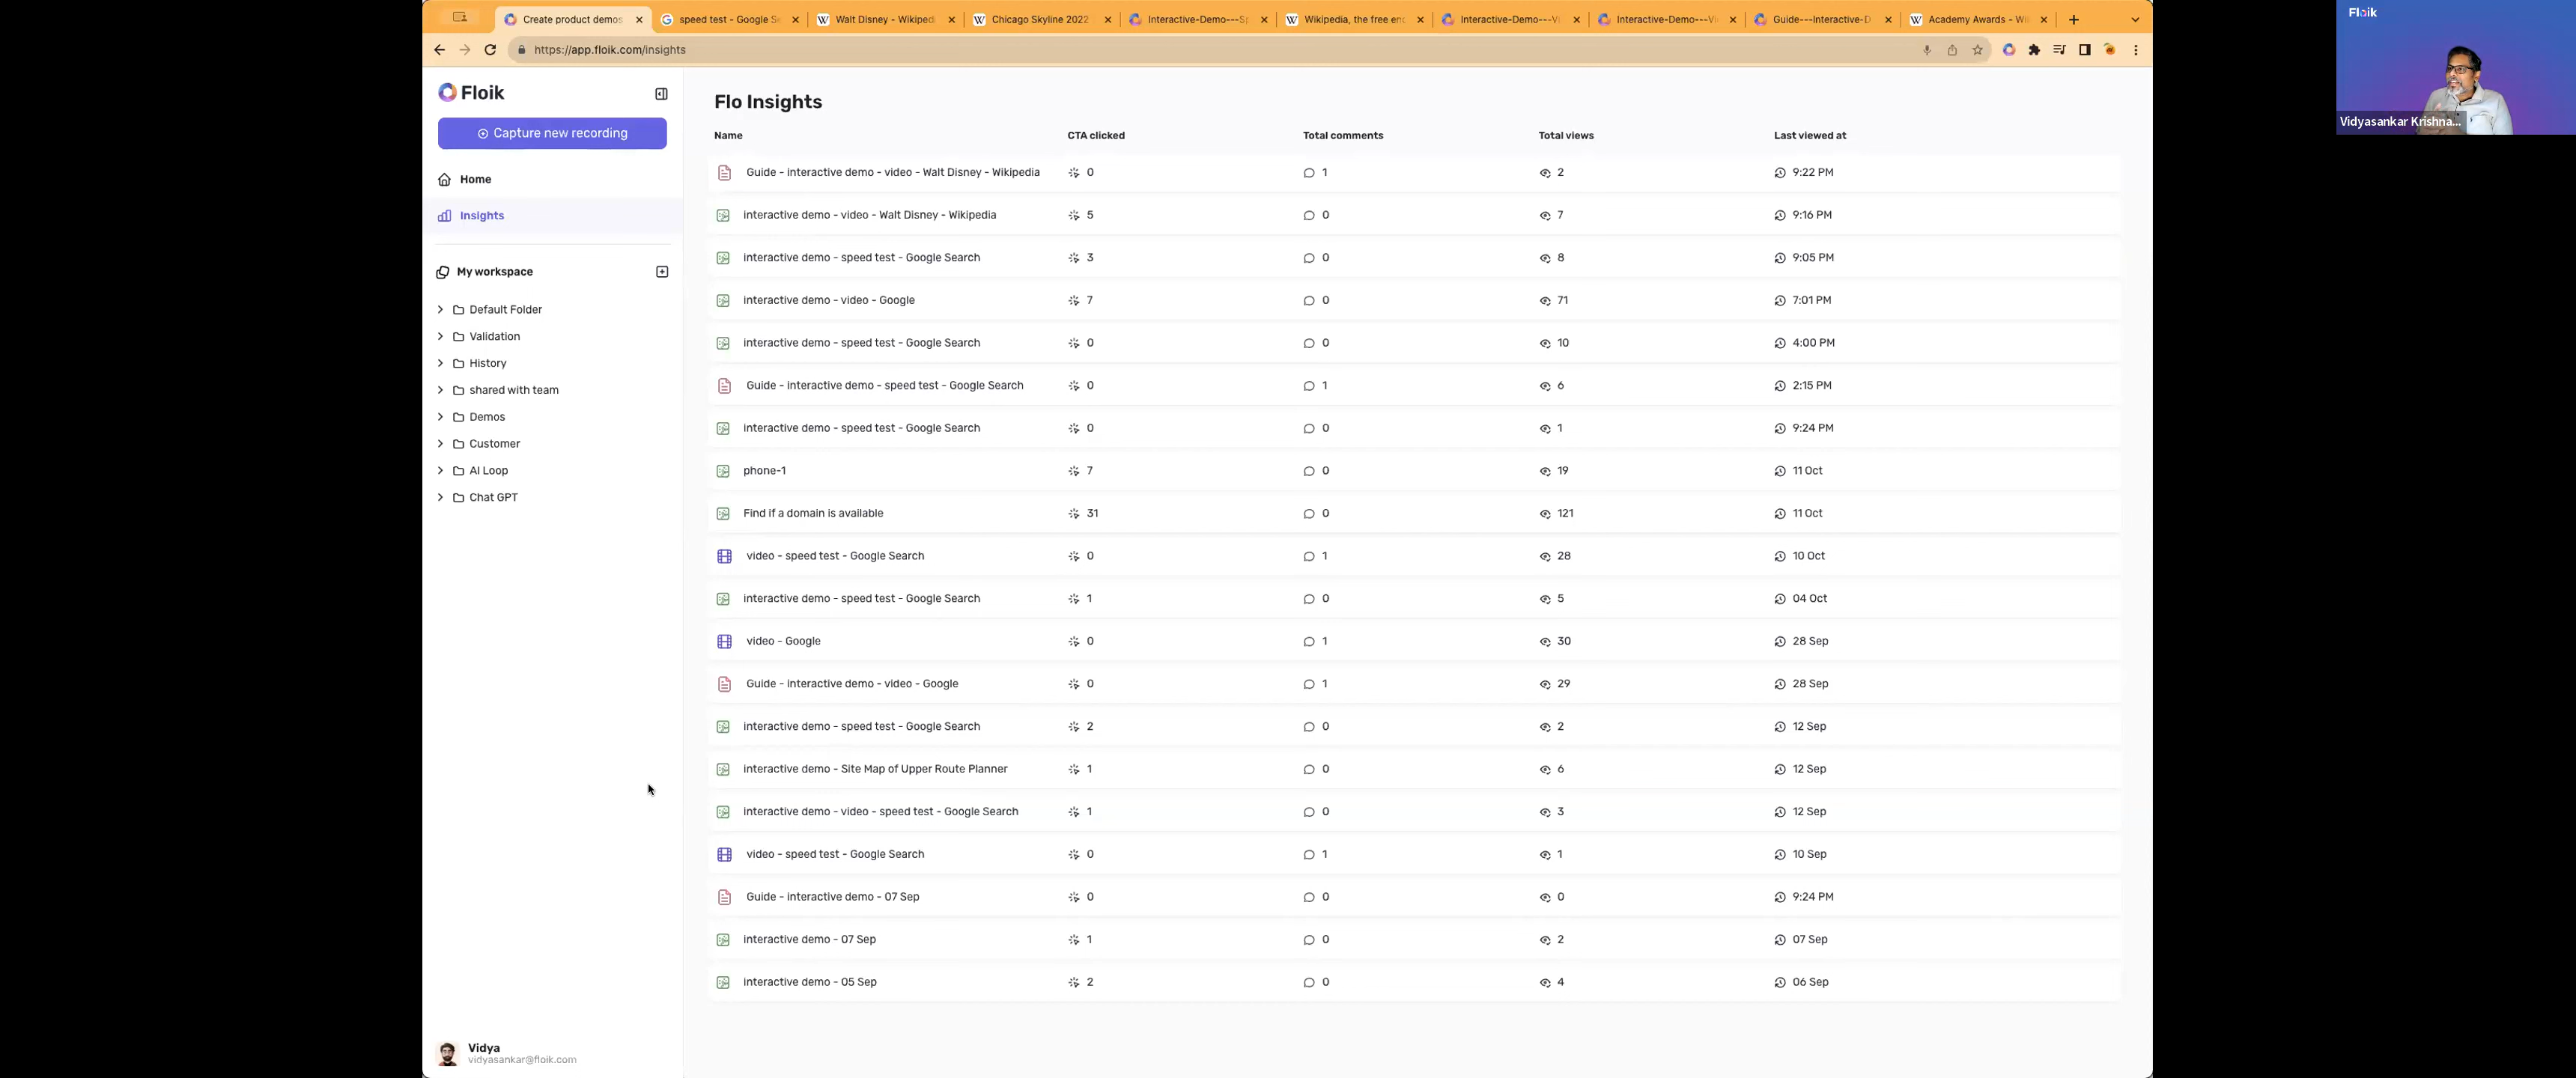 Create product demos
speed test - Google Se
Walt Disney - Wikipedi
Chicago Skyline 2022
Interactive-Demo---Sp
Wikipedia, the free enc
Interactive-Demo---Vi
Interactive-Demo---Vi
Guide---Interactive-D
Academy Awards - Wi
https://app.floik.com/insights
Floik
Vidyasankar Krishna...
Floik
Capture new recording
Home
Insights
My workspace
Default Folder
Validation
History
shared with team
Demos
Customer
AI Loop
Chat GPT
Vidya
vidyasankar@floik.com
Flo Insights
Name CTA clicked Total comments Total views Last viewed at
Guide - interactive demo - video - Walt Disney - Wikipedia 0 1 2 9:22 PM
interactive demo - video - Walt Disney - Wikipedia 5 0 7 9:16 PM
interactive demo - speed test - Google Search 3 0 8 9:05 PM
interactive demo - video - Google 7 0 71 7:01 PM
interactive demo - speed test - Google Search 0 0 10 4:00 PM
Guide - interactive demo - speed test - Google Search 0 1 6 2:15 PM
interactive demo - speed test - Google Search 0 0 1 9:24 PM
phone-1 7 0 19 11 Oct
Find if a domain is available 31 0 121 11 Oct
video - speed test - Google Search 0 1 28 10 Oct
interactive demo - speed test - Google Search 1 0 5 04 Oct
video - Google 0 1 30 28 Sep
Guide - interactive demo - video - Google 0 1 29 28 Sep
interactive demo - speed test - Google Search 2 0 2 12 Sep
interactive demo - Site Map of Upper Route Planner 1 0 6 12 Sep
interactive demo - video - speed test - Google Search 1 0 3 12 Sep
video - speed test - Google Search 0 1 1 10 Sep
Guide - interactive demo - 07 Sep 0 0 0 9:24 PM
interactive demo - 07 Sep 1 0 2 07 Sep
interactive demo - 05 Sep 2 0 4 06 Sep